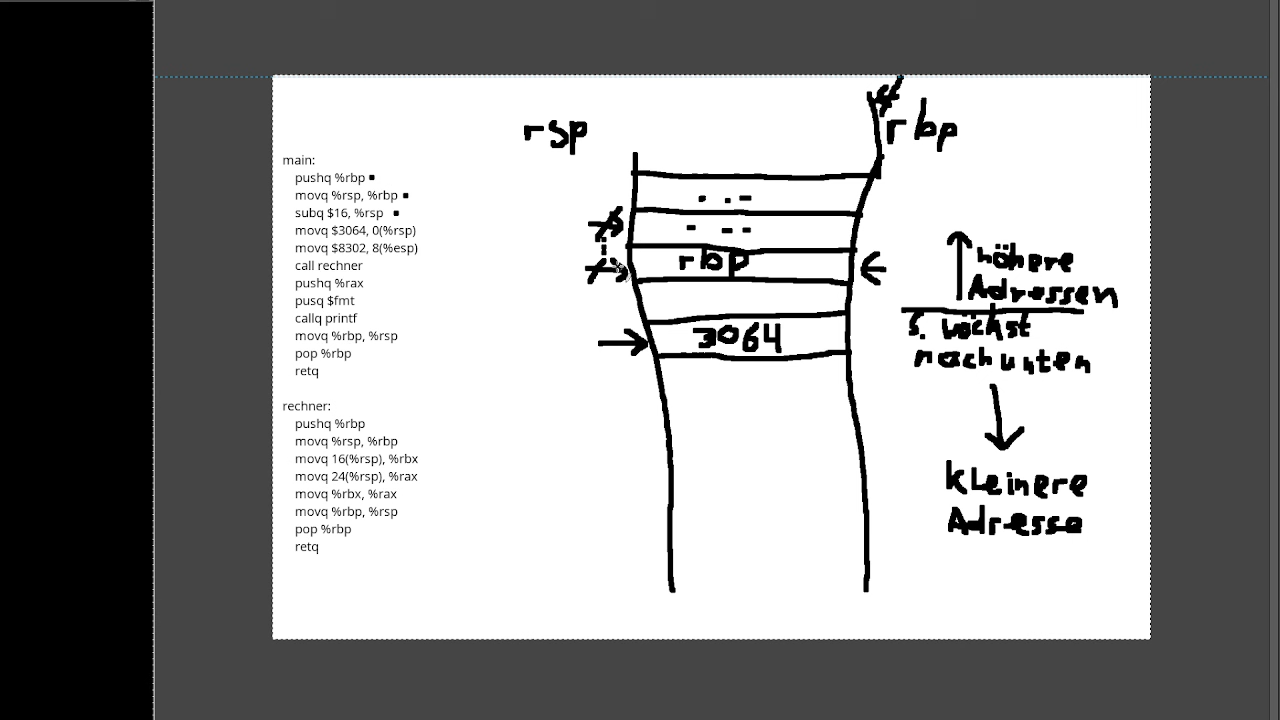 main:
pushq %rbp
movq %rsp, %rbp
subq $16, %rsp
movq $3064, 0(%rsp)
movq $8302, 8(%esp)
call rechner
pushq %rax
pusq $fmt
callq printf
movq %rbp, %rsp
pop %rbp
retq
rechner:
pushq %rbp
movq %rsp, %rbp
movq 16(%rsp), %rbx
movq 24(%rsp), %rax
movq %rbx, %rax
movq %rbp, %rsp
pop %rbp
retq
rsp
rbp
rbp
3064
höhere
Adressen
S. wächst
nach unten
kleinere
Adresse